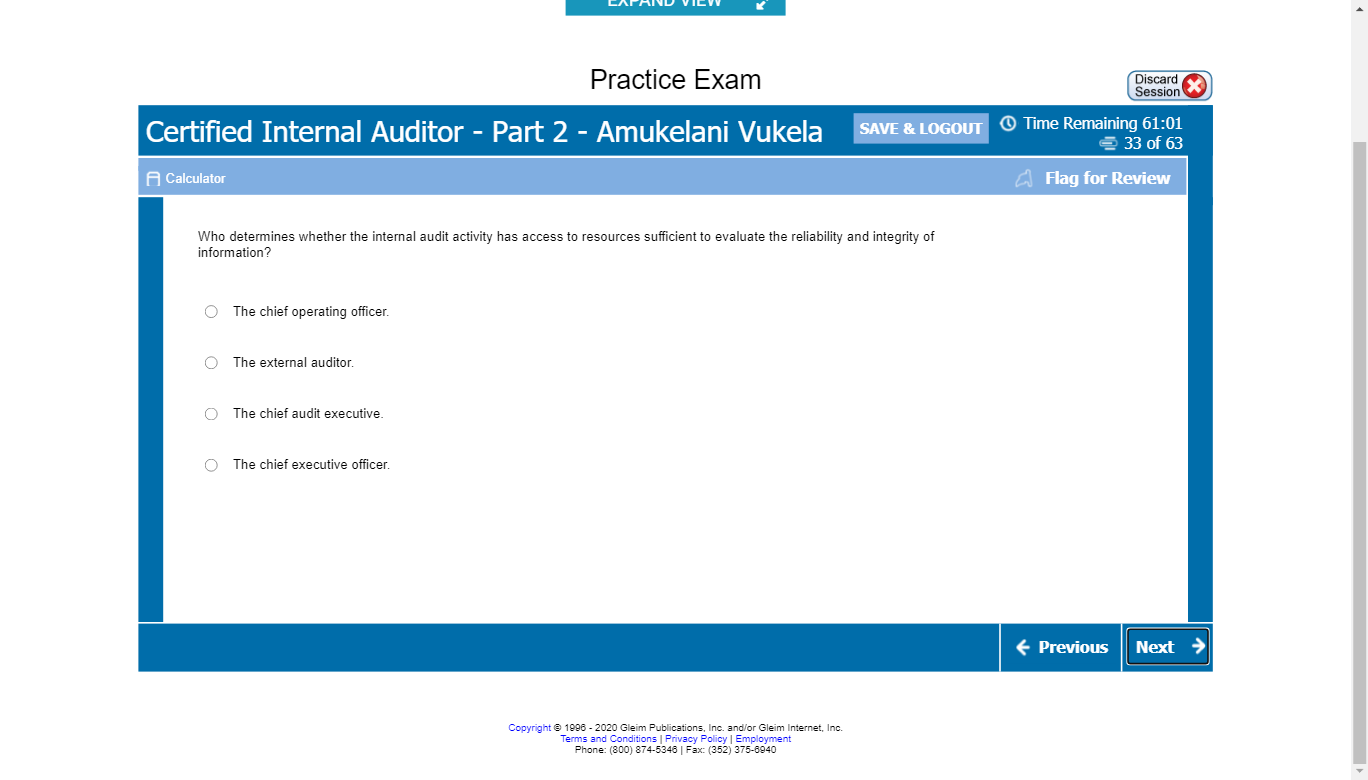 EXPAND VIEW
Practice Exam
Discard
Session
Certified Internal Auditor - Part 2 - Amukelani Vukela
SAVE & LOGOUT
Time Remaining 61:01
33 of 63
Calculator
Flag for Review
Who determines whether the internal audit activity has access to resources sufficient to evaluate the reliability and integrity of
information?
The chief operating officer.
The external auditor.
The chief audit executive.
The chief executive officer.
Previous
Next
Copyright © 1996 - 2020 Gleim Publications, Inc. and/or Gleim Internet, Inc.
Terms and Conditions | Privacy Policy | Employment
Phone: (800) 874-5346 | Fax: (352) 375-6940